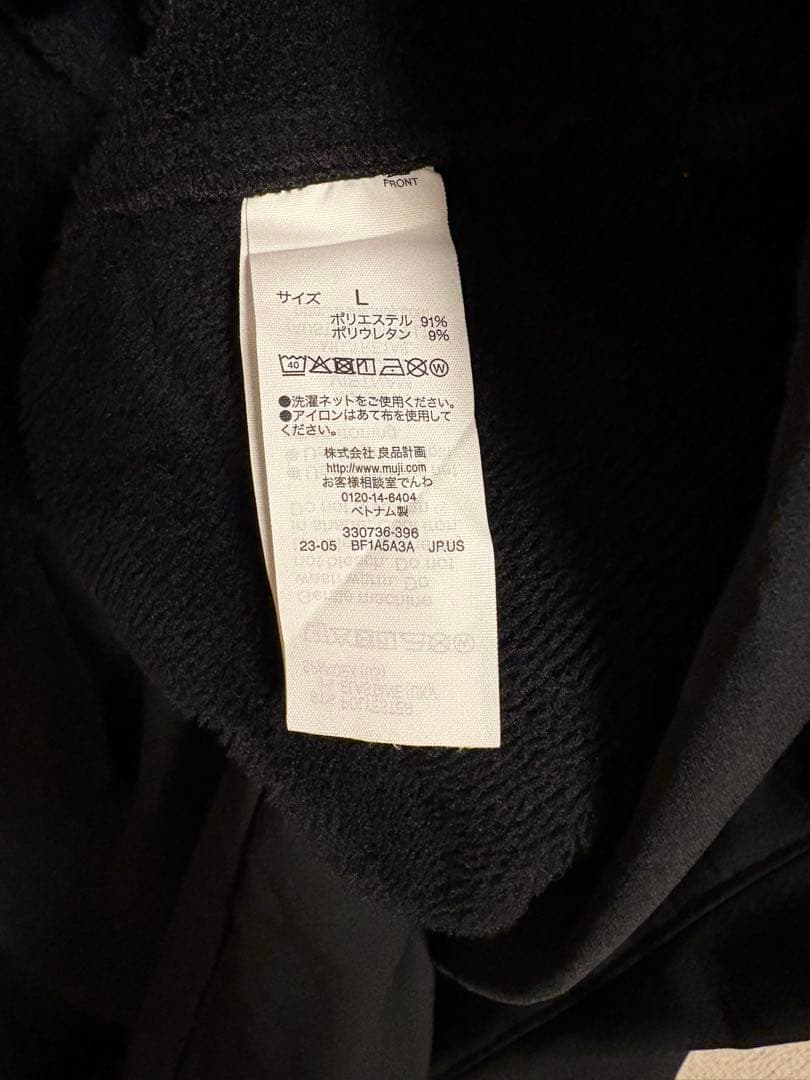 FRONT
サイズ L
ポリエステル 91%
ポリウレタン 9%
40 W
●洗濯ネットをご使用ください。
●アイロンはあて布を使用して
ください。
株式会社 良品計画
http://www.muji.com
お客様相談室でんわ
0120-14-6404
ベトナム製
330736-396
23-05 BF1A5A3A JP.US